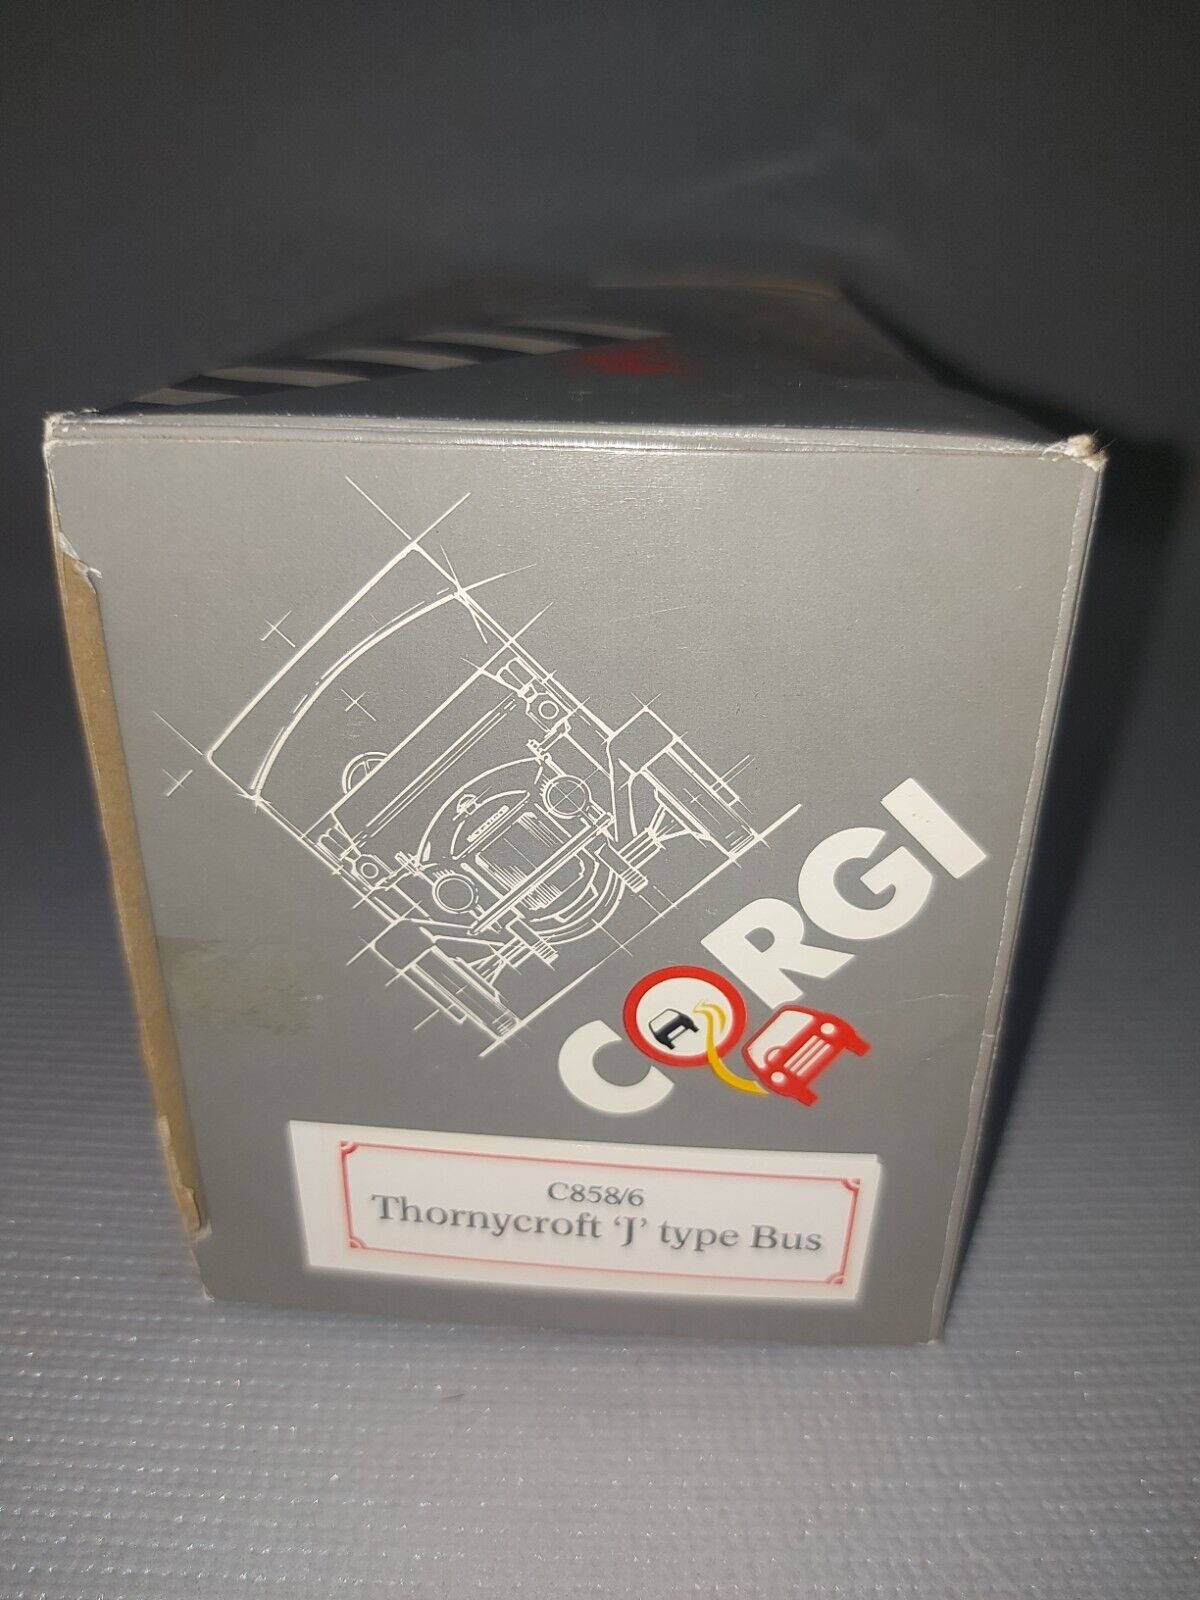 CORGI
C858/6
Thornycroft ‘J’ type Bus